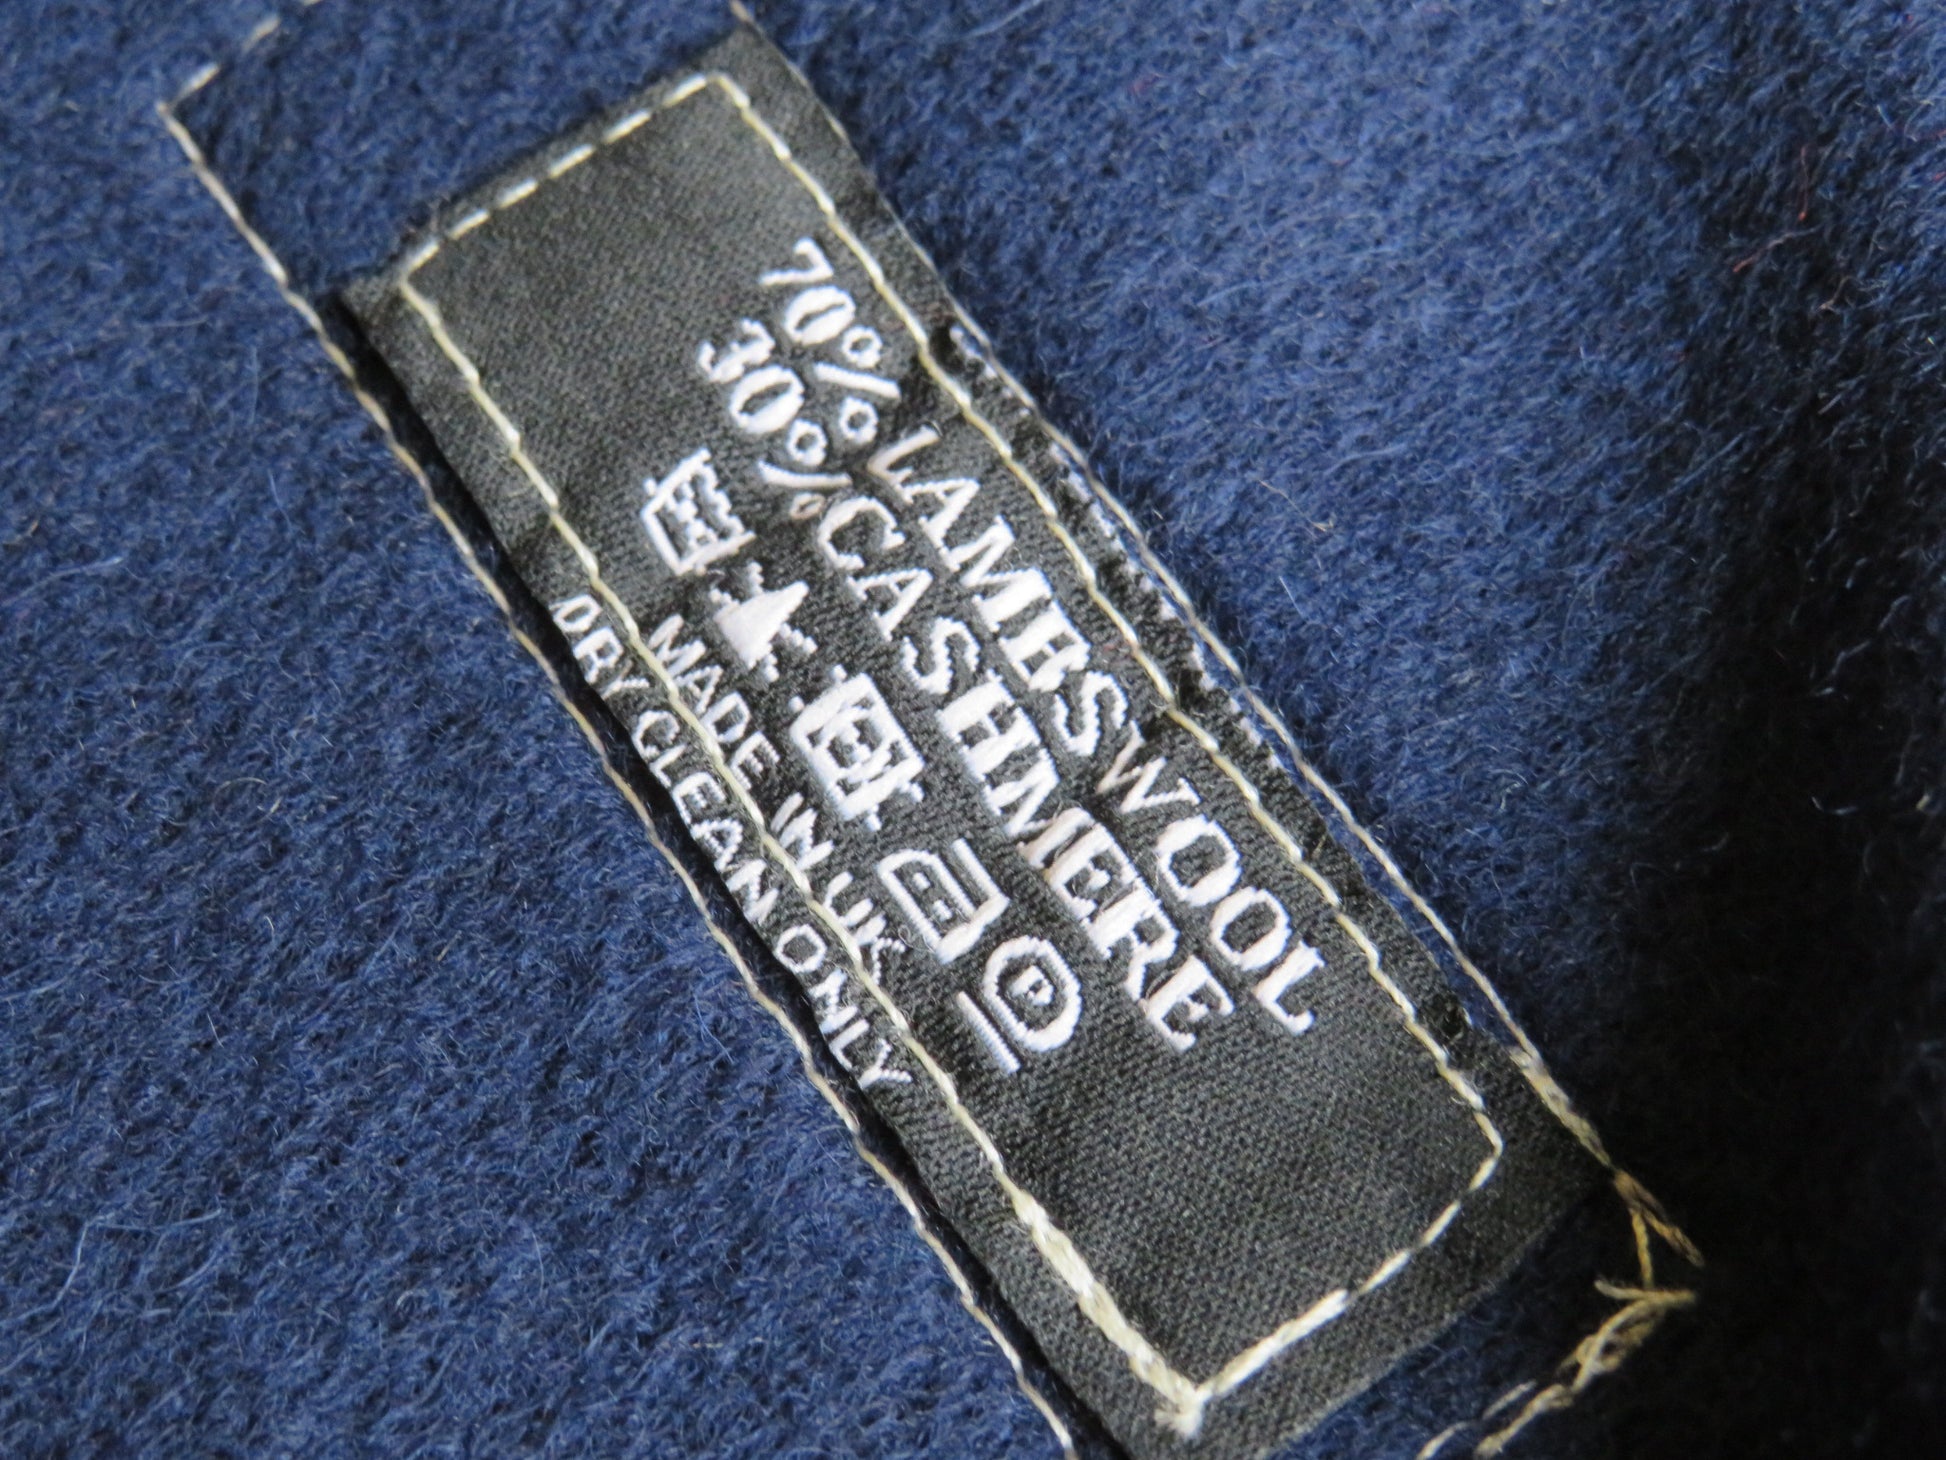 70% LAMBSWOOL
30% CASHMERE
P
MADE IN UK
DRY CLEAN ONLY